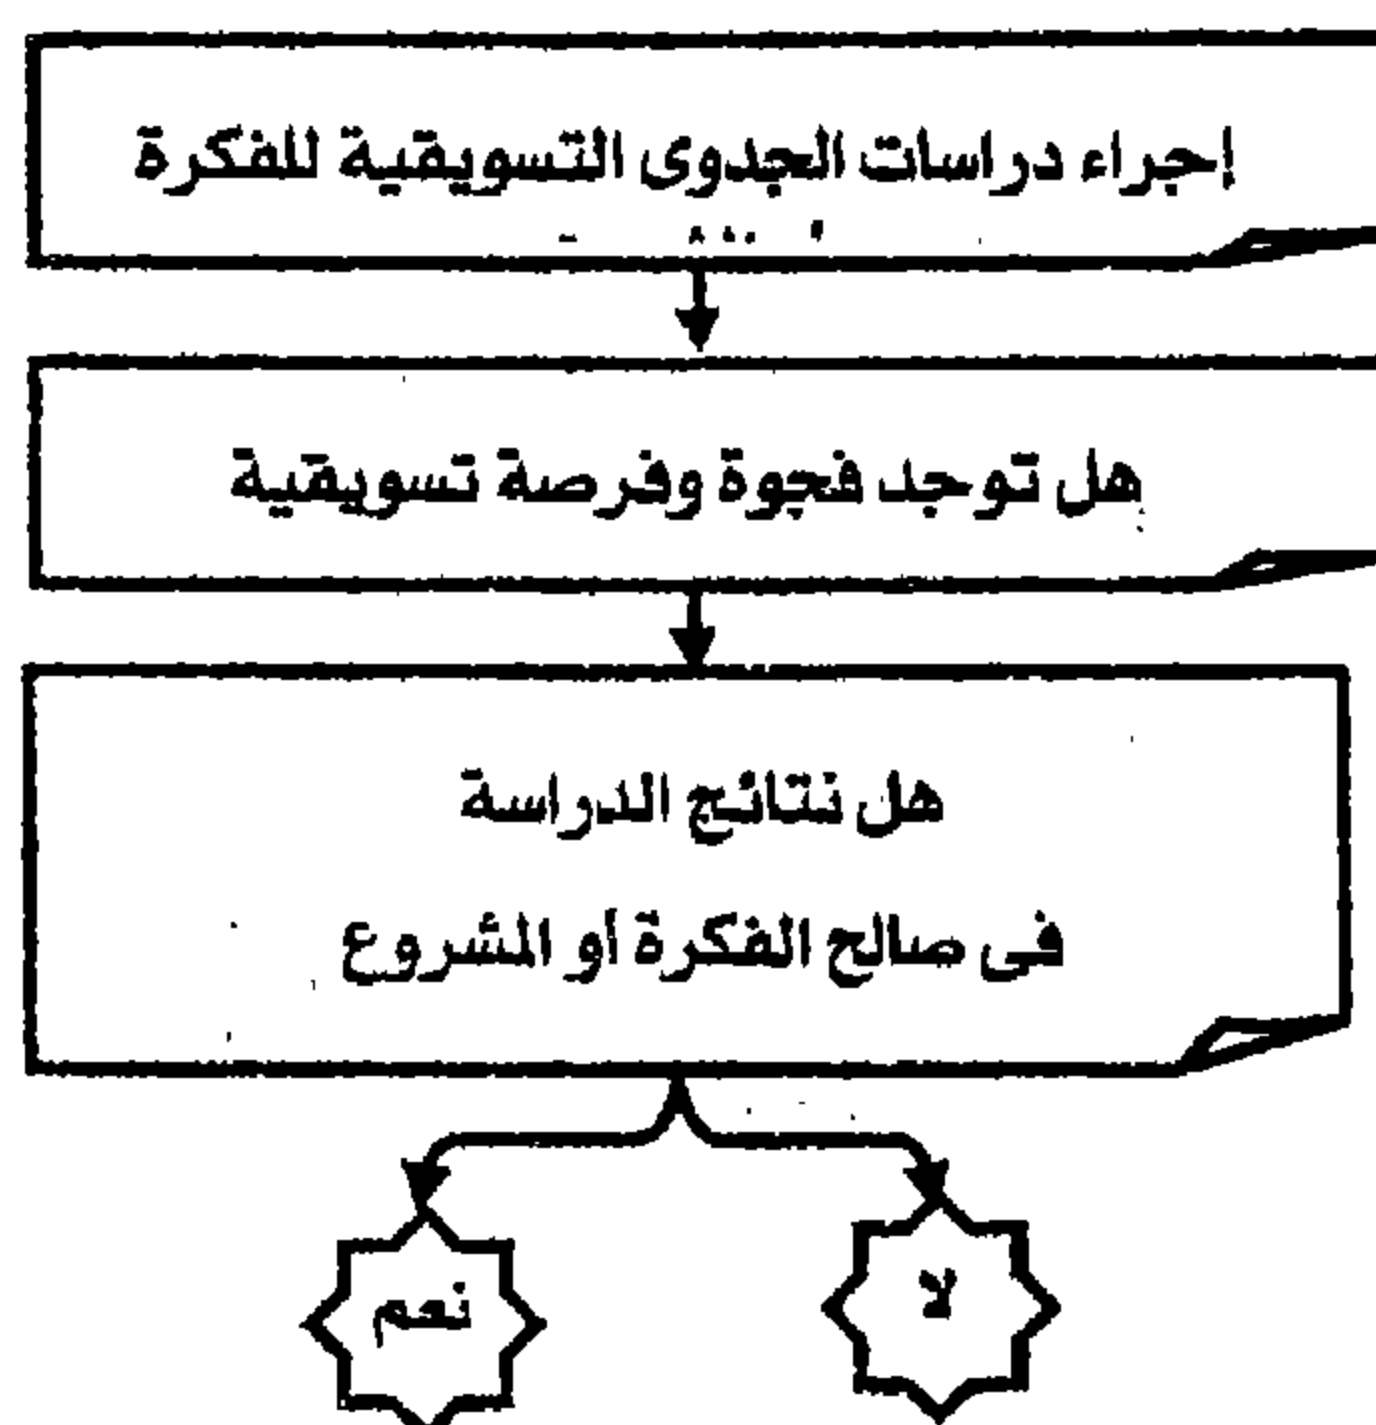 إجراء دراسات الجدوى التسويقية للفكرة
هل توجد فجوة وفرصة تسويقية
هل نتائج الدراسة
فى صالح الفكرة أو المشروع
لا
نعم